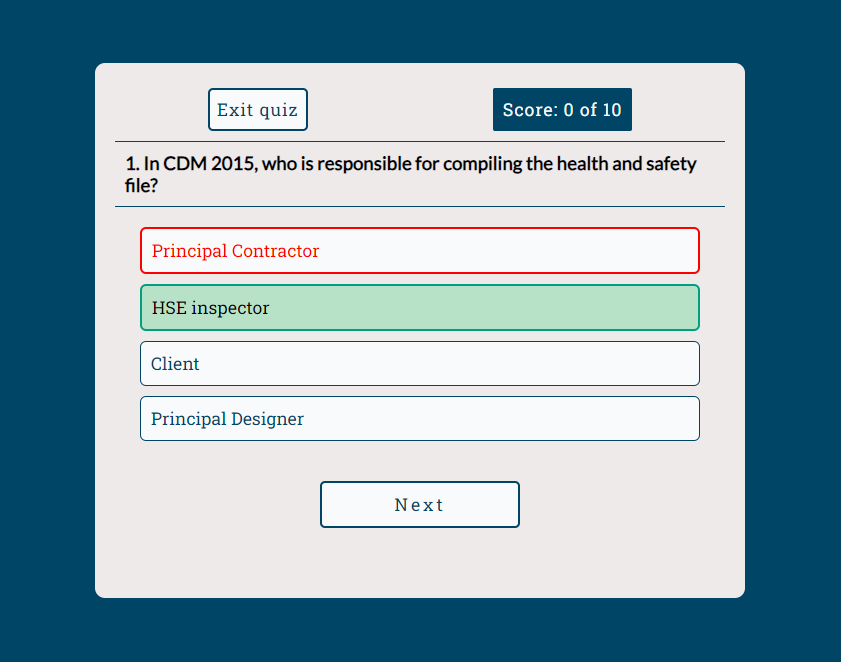 Exit quiz
Score: 0 of 10
1. In CDM 2015, who is responsible for compiling the health and safety
file?
Principal Contractor
HSE inspector
Client
Principal Designer
Next